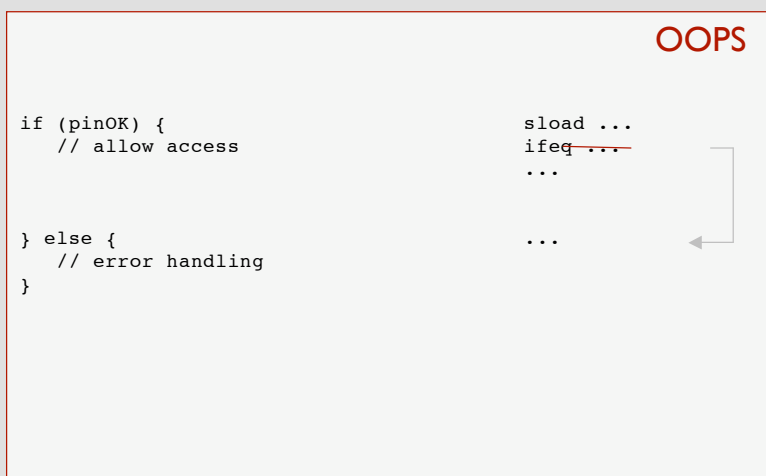 OOPS
if (pinOK) {
   // allow access
} else {
   // error handling
}
sload ...
ifeq ...
...
...